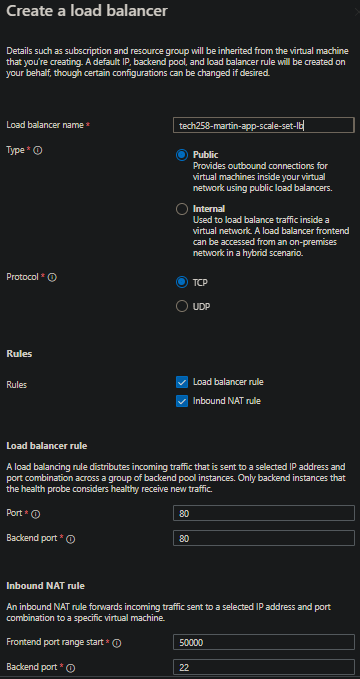 Create a load balancer
Details such as subscription and resource group will be inherited from the virtual machine
that you're creating. A default IP, backend pool, and load balancer rule will be created on
your behalf, though certain configurations can be changed if desired.
Load balancer name *
tech258-martin-app-scale-set-lb
Type *
Public
Provides outbound connections for
virtual machines inside your virtual
network using public load balancers.
Internal
Used to load balance traffic inside a
virtual network. A load balancer frontend
can be accessed from an on-premises
network in a hybrid scenario.
Protocol *
TCP
UDP
Rules
Rules
Load balancer rule
Inbound NAT rule
Load balancer rule
A load balancing rule distributes incoming traffic that is sent to a selected IP address and
port combination across a group of backend pool instances. Only backend instances that
the health probe considers healthy receive new traffic.
Port *
80
Backend port *
80
Inbound NAT rule
An inbound NAT rule forwards incoming traffic sent to a selected IP address and port
combination to a specific virtual machine.
Frontend port range start *
50000
Backend port *
22